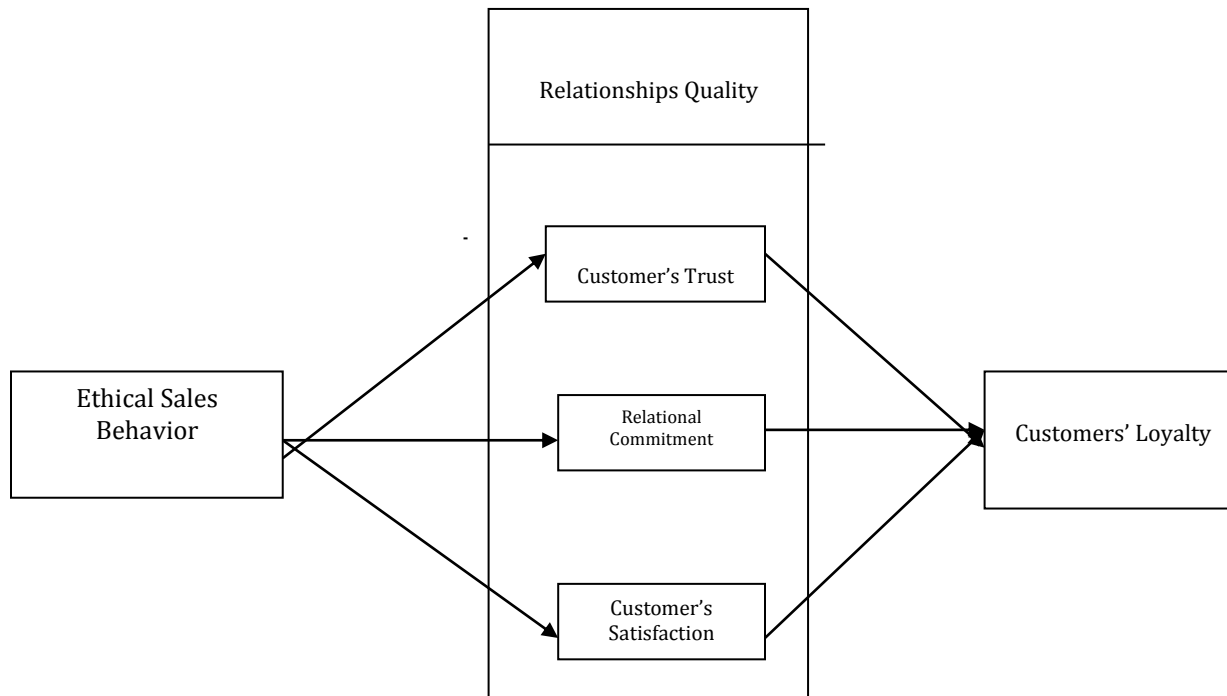 Relationships Quality
-
Customer’s Trust
Ethical Sales
Behavior
Relational
Commitment
Customers’ Loyalty
Customer’s
Satisfaction